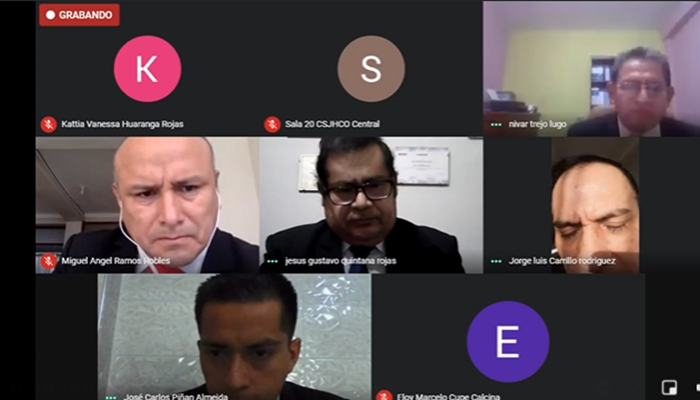 GRABANDO
K
S
Kattia Vanessa Huaranga Rojas
Sala 20 CSJHCO Central
nivar trejo lugo
Miguel Angel Ramos Robles
jesus gustavo quintana rojas
Jorge luis Carrillo rodriguez
E
José Carlos Piñan Almeida
Eloy Marcelo Cupe Calcina